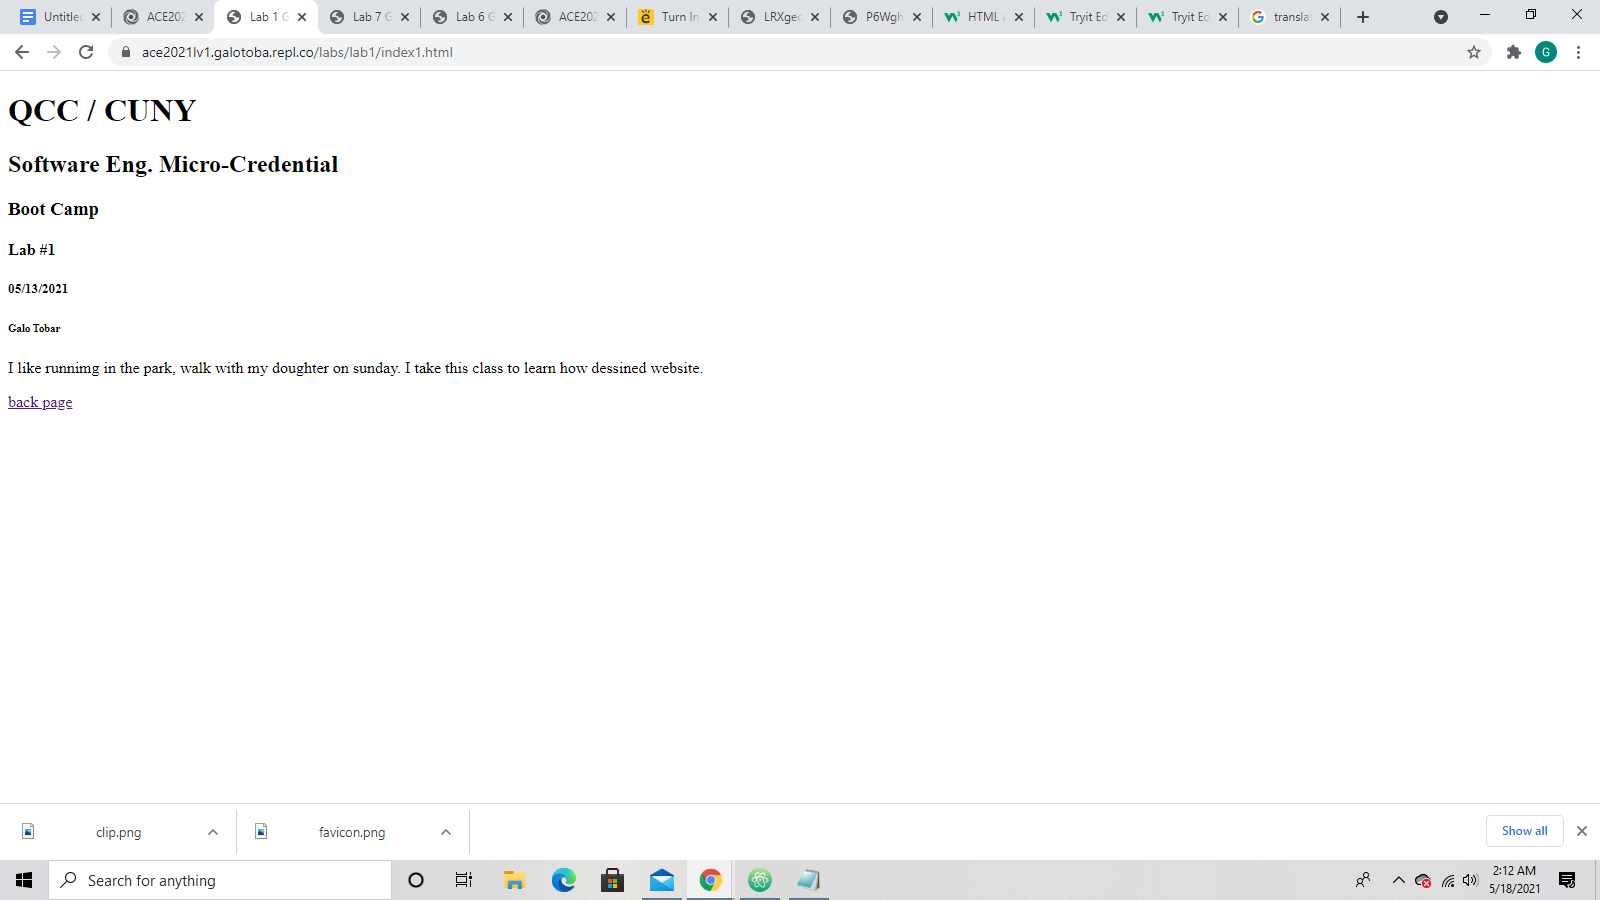 Untitled ACE202 Lab 1 G Lab 7 G Lab 6 G ACE202 Turn In LRXgeo P6Wgh HTML Tryit Ed Tryit Ed transla
ace2021lv1.galotoba.repl.co/labs/lab1/index1.html G
QCC / CUNY
Software Eng. Micro-Credential
Boot Camp
Lab #1
05/13/2021
Galo Tobar
I like runnimg in the park, walk with my doughter on sunday. I take this class to learn how dessined website.
back page
clip.png favicon.png Show all
Search for anything
2:12 AM
5/18/2021